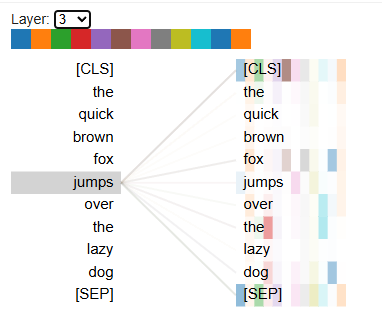 Layer: 3
[CLS] [CLS]
the the
quick quick
brown brown
fox fox
jumps jumps
over over
the the
lazy lazy
dog dog
[SEP] [SEP]